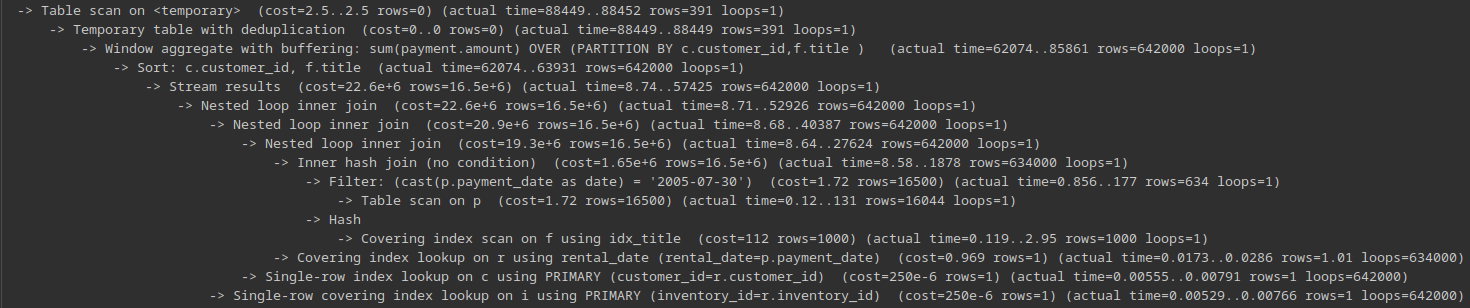 -> Table scan on <temporary>  (cost=2.5..2.5 rows=0) (actual time=88449..88452 rows=391 loops=1)
-> Temporary table with deduplication  (cost=0..0 rows=0) (actual time=88449..88449 rows=391 loops=1)
-> Window aggregate with buffering: sum(payment.amount) OVER (PARTITION BY c.customer_id,f.title )   (actual time=62074..85861 rows=642000 loops=1)
-> Sort: c.customer_id, f.title  (actual time=62074..63931 rows=642000 loops=1)
-> Stream results  (cost=22.6e+6 rows=16.5e+6) (actual time=8.74..57425 rows=642000 loops=1)
-> Nested loop inner join  (cost=22.6e+6 rows=16.5e+6) (actual time=8.71..52926 rows=642000 loops=1)
-> Nested loop inner join  (cost=20.9e+6 rows=16.5e+6) (actual time=8.68..40387 rows=642000 loops=1)
-> Nested loop inner join  (cost=19.3e+6 rows=16.5e+6) (actual time=8.64..27624 rows=642000 loops=1)
-> Inner hash join (no condition)  (cost=1.65e+6 rows=16.5e+6) (actual time=8.58..1878 rows=634000 loops=1)
-> Filter: (cast(p.payment_date as date) = '2005-07-30')  (cost=1.72 rows=16500) (actual time=0.856..177 rows=634 loops=1)
-> Table scan on p  (cost=1.72 rows=16500) (actual time=0.12..131 rows=16044 loops=1)
-> Hash
-> Covering index scan on f using idx_title  (cost=112 rows=1000) (actual time=0.119..2.95 rows=1000 loops=1)
-> Covering index lookup on r using rental_date (rental_date=p.payment_date)  (cost=0.969 rows=1) (actual time=0.0173..0.0286 rows=1.01 loops=634000)
-> Single-row index lookup on c using PRIMARY (customer_id=r.customer_id)  (cost=250e-6 rows=1) (actual time=0.00555..0.00791 rows=1 loops=642000)
-> Single-row covering index lookup on i using PRIMARY (inventory_id=r.inventory_id)  (cost=250e-6 rows=1) (actual time=0.00529..0.00766 rows=1 loops=642000)